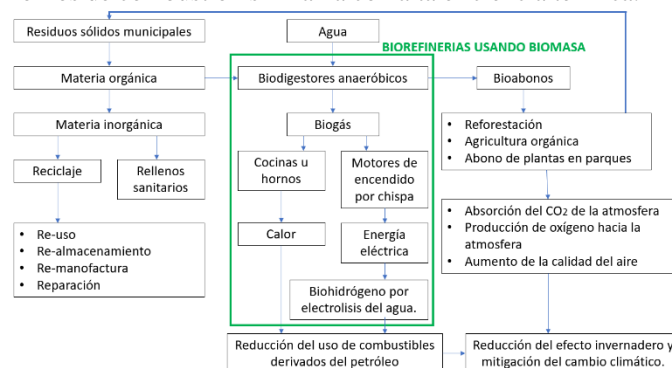 Residuos sólidos municipales
Agua
BIOREFINERIAS USANDO BIOMASA
Materia orgánica
Biodigestores anaeróbicos
Bioabonos
Materia inorgánica
Biogás
• Reforestación
• Agricultura orgánica
• Abono de plantas en parques
Reciclaje
Rellenos
sanitarios
Cocinas u
hornos
Motores de
encendido
por chispa
• Re-uso
• Re-almacenamiento
• Re-manufactura
• Reparación
Calor
Energía
eléctrica
• Absorción del CO2 de la atmosfera
• Producción de oxígeno hacia la
atmosfera
• Aumento de la calidad del aire
Biohidrógeno por
electrolisis del agua.
Reducción del uso de combustibles
derivados del petróleo
Reducción del efecto invernadero y
mitigación del cambio climático.